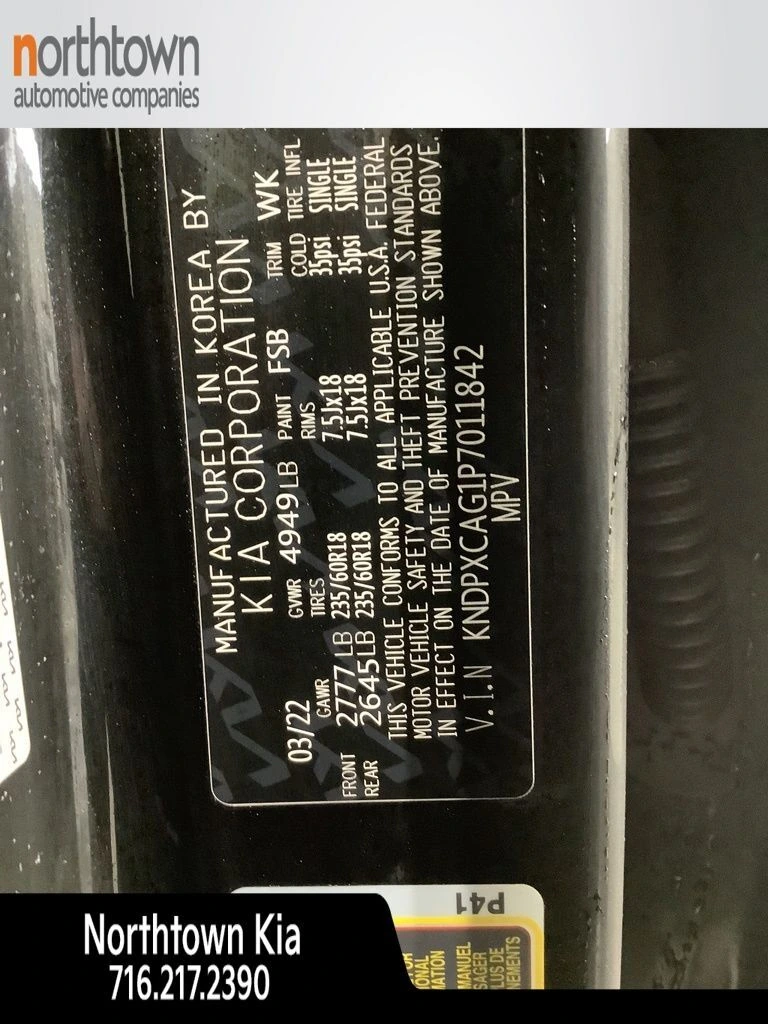 northtown
automotive companies
MANUFACTURED IN KOREA BY
KIA CORPORATION
03/22 GVWR 4949LB PAINT FSB TRIM WK
GAWR TIRES RIMS COLD TIRE INFL
FRONT 2777LB 235/60R18 7.5Jx18 35psi SINGLE
REAR 2645LB 235/60R18 7.5Jx18 35psi SINGLE
THIS VEHICLE CONFORMS TO ALL APPLICABLE U.S.A. FEDERAL
MOTOR VEHICLE SAFETY AND THEFT PREVENTION STANDARDS
IN EFFECT ON THE DATE OF MANUFACTURE SHOWN ABOVE.
V.I.N KNDPXCAG1P7011842
MPV
P41
MANUEL
PLUS DE
Northtown Kia
716.217.2390